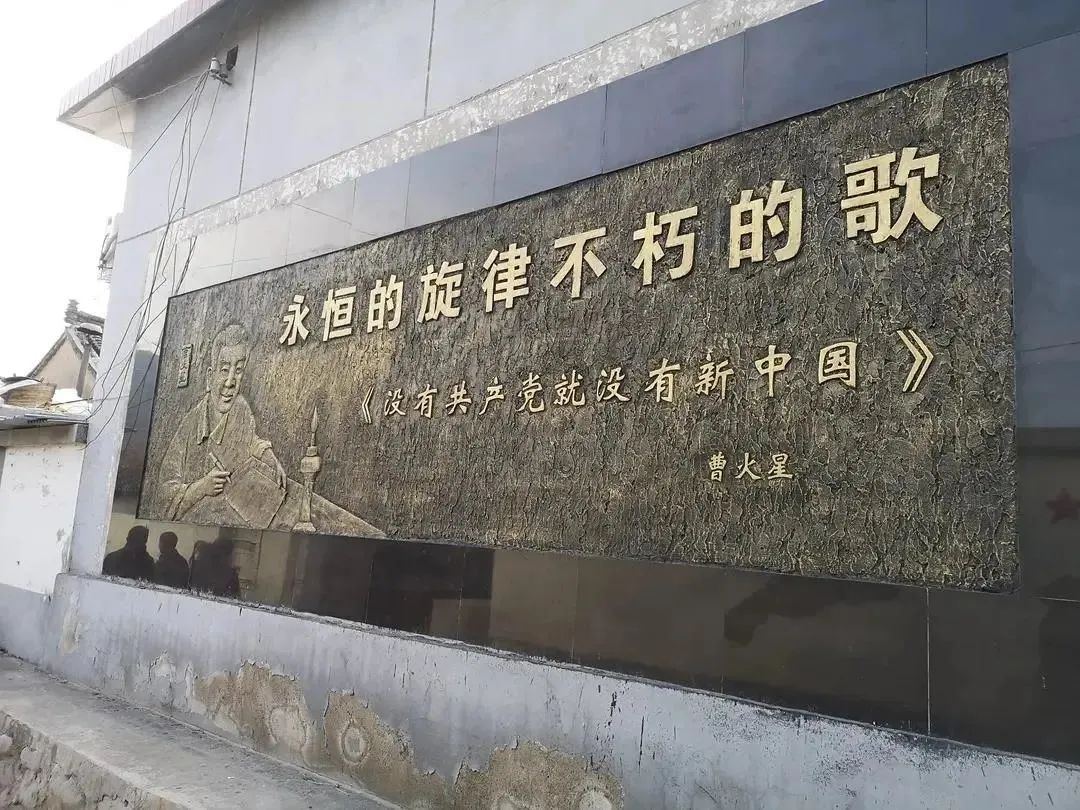 永恒的旋律不朽的歌
《没有共产党就没有新中国》
曹火星